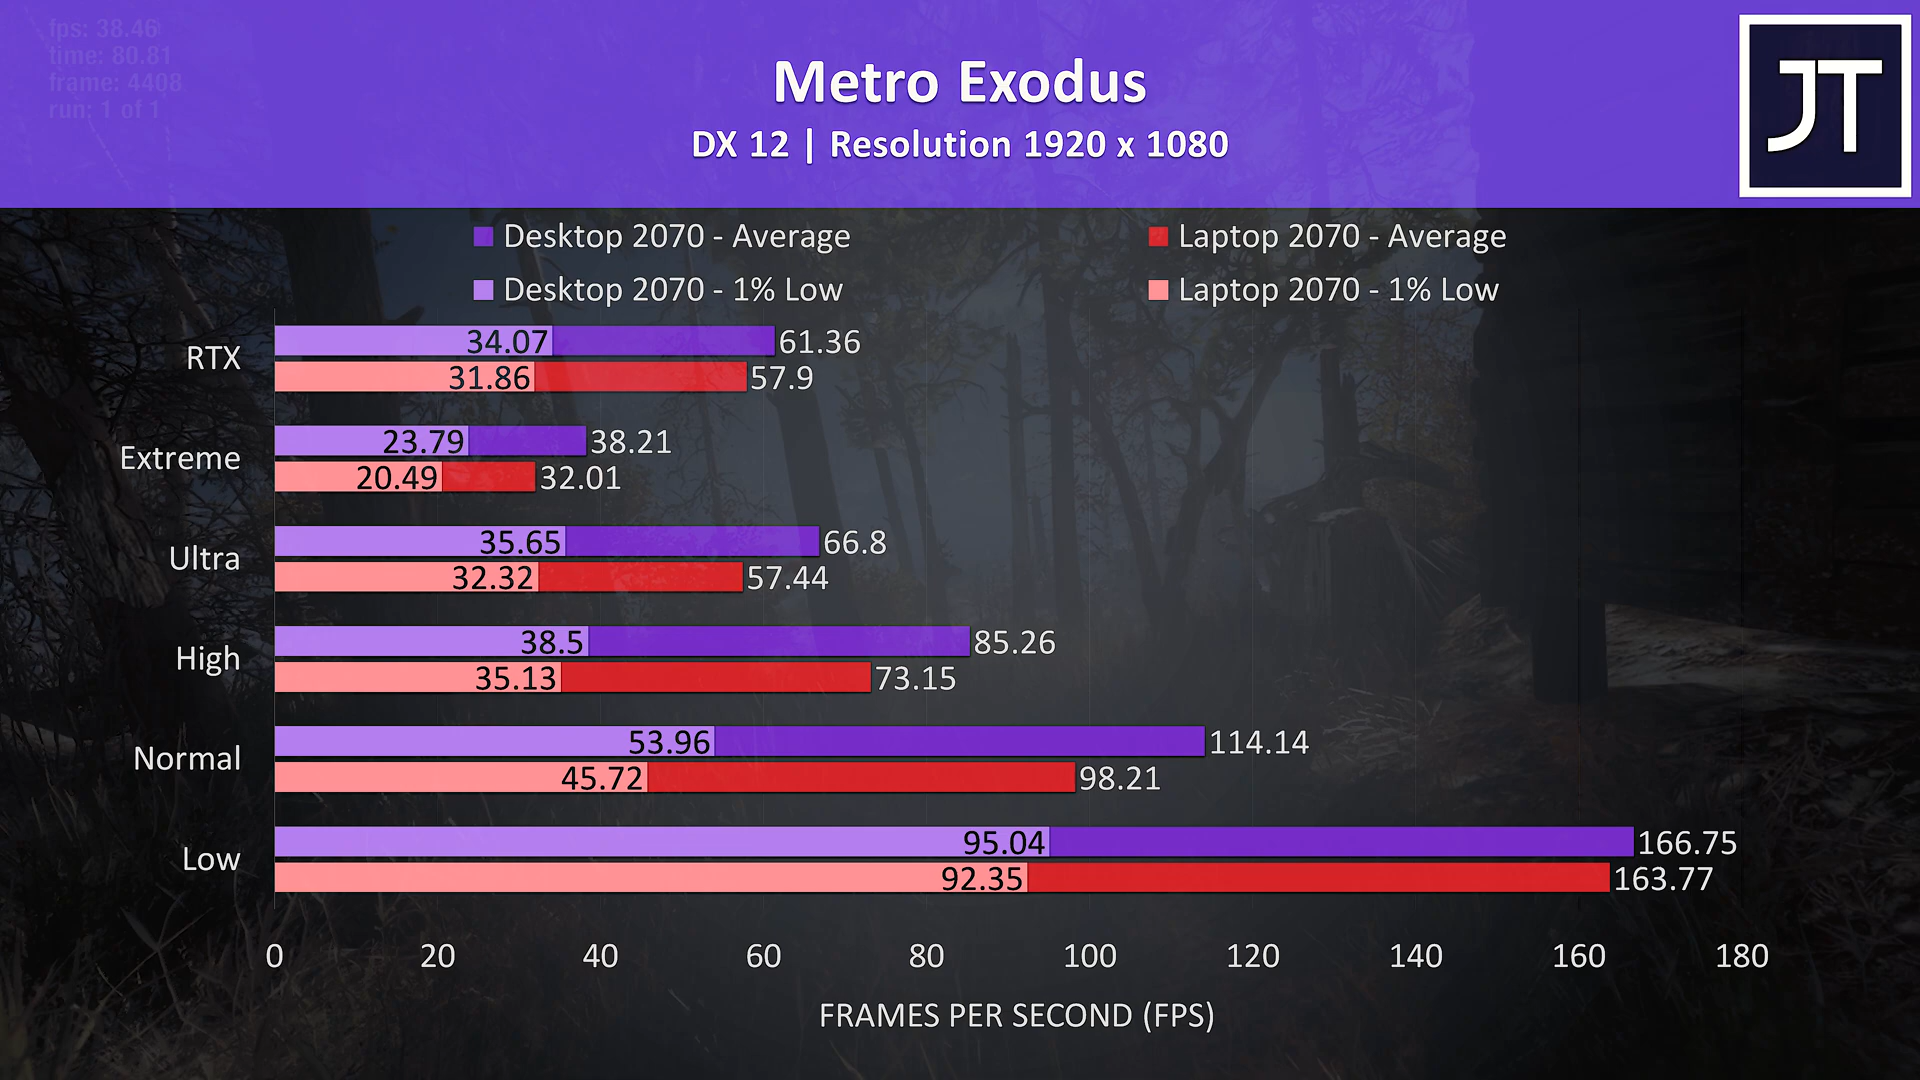 fps: 38.46
time: 80.81
frame: 4408
run: 1 of 1
Metro Exodus
DX 12 | Resolution 1920 x 1080
JT
Desktop 2070 - Average
Laptop 2070 - Average
Desktop 2070 - 1% Low
Laptop 2070 - 1% Low
RTX
34.07 61.36
31.86 57.9
Extreme
23.79 38.21
20.49 32.01
Ultra
35.65 66.8
32.32 57.44
High
38.5 85.26
35.13 73.15
Normal
53.96 114.14
45.72 98.21
Low
95.04 166.75
92.35 163.77
0 20 40 60 80 100 120 140 160 180
FRAMES PER SECOND (FPS)